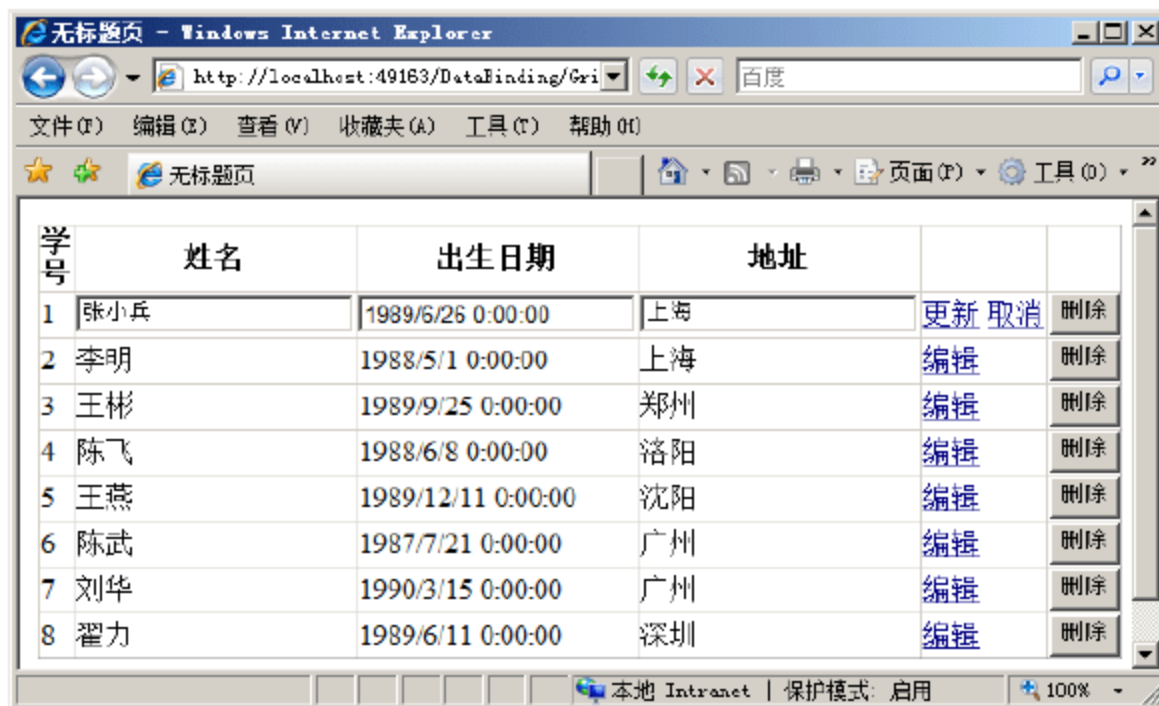 无标题页 - Windows Internet Explorer
http://localhost:49163/DataBinding/Gri 百度
文件(F) 编辑(E) 查看(V) 收藏夹(A) 工具(T) 帮助(H)
无标题页 页面(P) 工具(O) »
学号 姓名 出生日期 地址
1 张小兵 1989/6/26 0:00:00 上海 更新 取消 删除
2 李明 1988/5/1 0:00:00 上海 编辑 删除
3 王彬 1989/9/25 0:00:00 郑州 编辑 删除
4 陈飞 1988/6/8 0:00:00 洛阳 编辑 删除
5 王燕 1989/12/11 0:00:00 沈阳 编辑 删除
6 陈武 1987/7/21 0:00:00 广州 编辑 删除
7 刘华 1990/3/15 0:00:00 广州 编辑 删除
8 翟力 1989/6/11 0:00:00 深圳 编辑 删除
本地 Intranet | 保护模式: 启用 100%